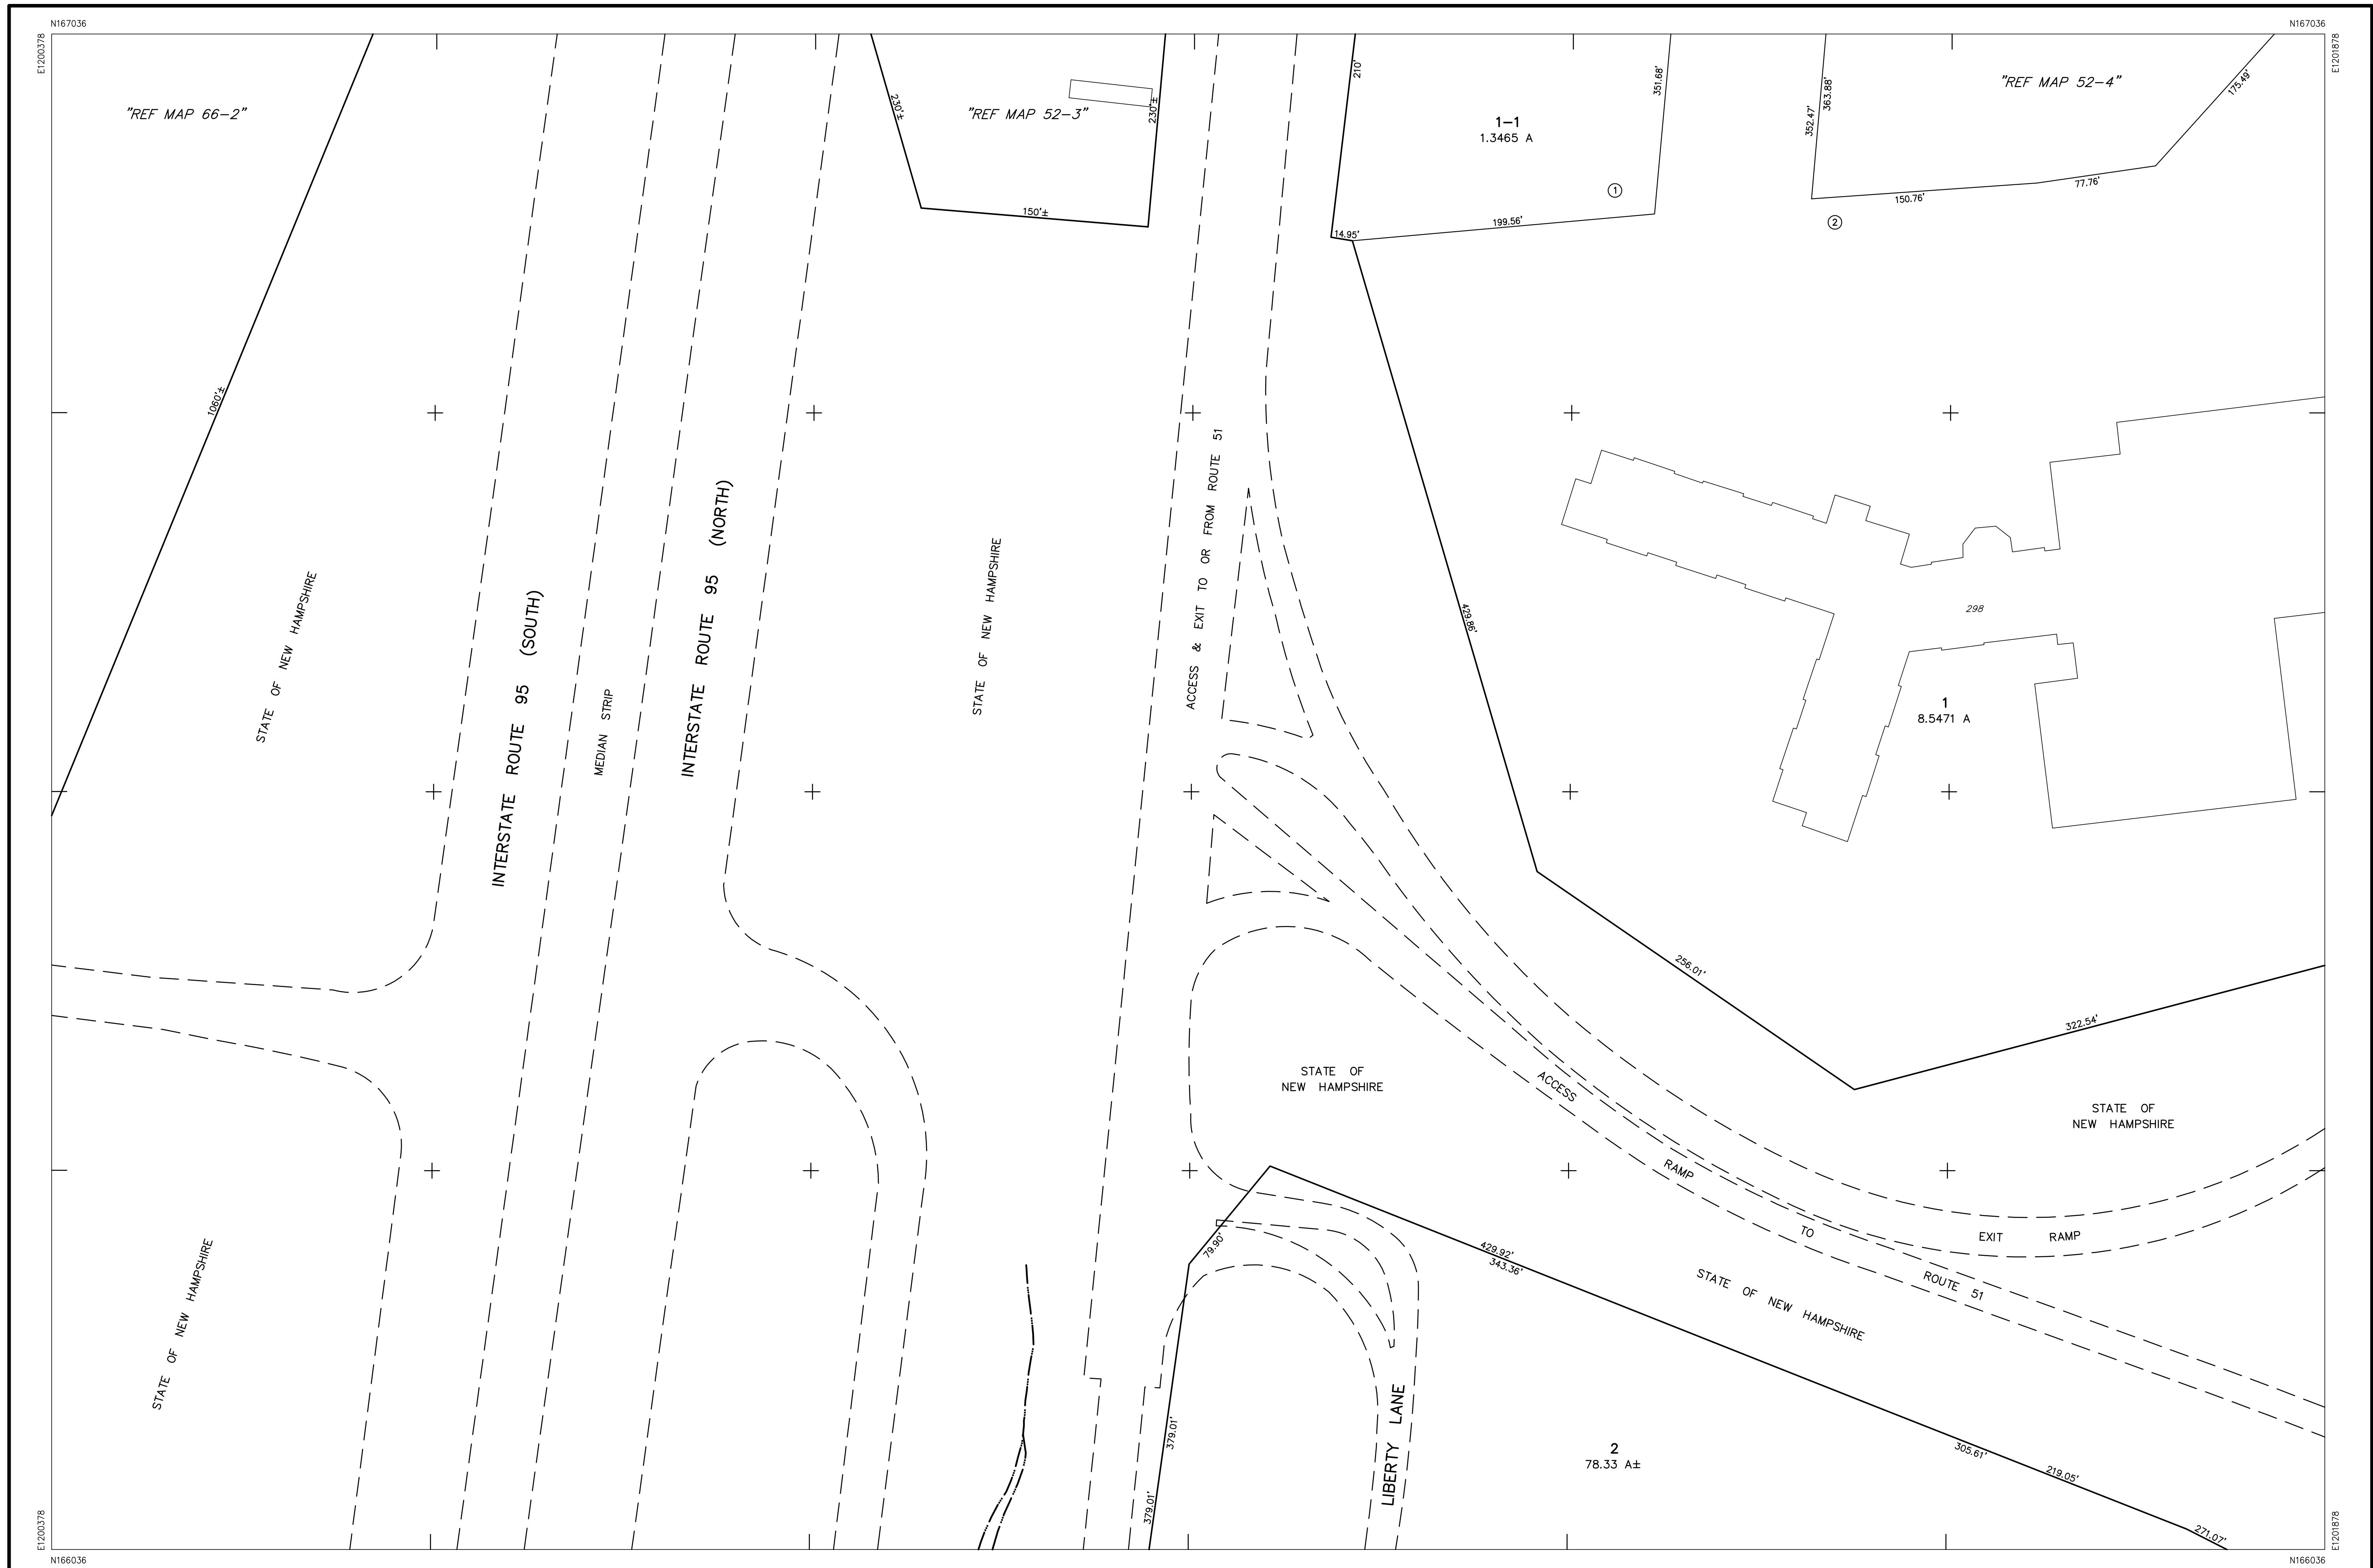 N167036
N167036
E1200378
E1201878
"REF MAP 66-2"
230'±
"REF MAP 52-3"
230'±
150'±
210'
1-1
1.3465 A
351.68'
1
14.95'
199.56'
352.47'
363.88'
"REF MAP 52-4"
175.49'
77.76'
150.76'
2
1060'±
STATE OF NEW HAMPSHIRE
INTERSTATE ROUTE 95 (SOUTH)
MEDIAN STRIP
INTERSTATE ROUTE 95 (NORTH)
STATE OF NEW HAMPSHIRE
ACCESS & EXIT TO OR FROM ROUTE 51
429.86'
298
1
8.5471 A
256.01'
322.54'
STATE OF
NEW HAMPSHIRE
ACCESS RAMP TO ROUTE 51
STATE OF
NEW HAMPSHIRE
EXIT RAMP
79.90'
429.92'
343.36'
STATE OF NEW HAMPSHIRE
STATE OF NEW HAMPSHIRE
379.01'
379.01'
LIBERTY LANE
2
78.33 A±
305.61'
219.05'
271.07'
E1200378
E1201878
N166036
N166036